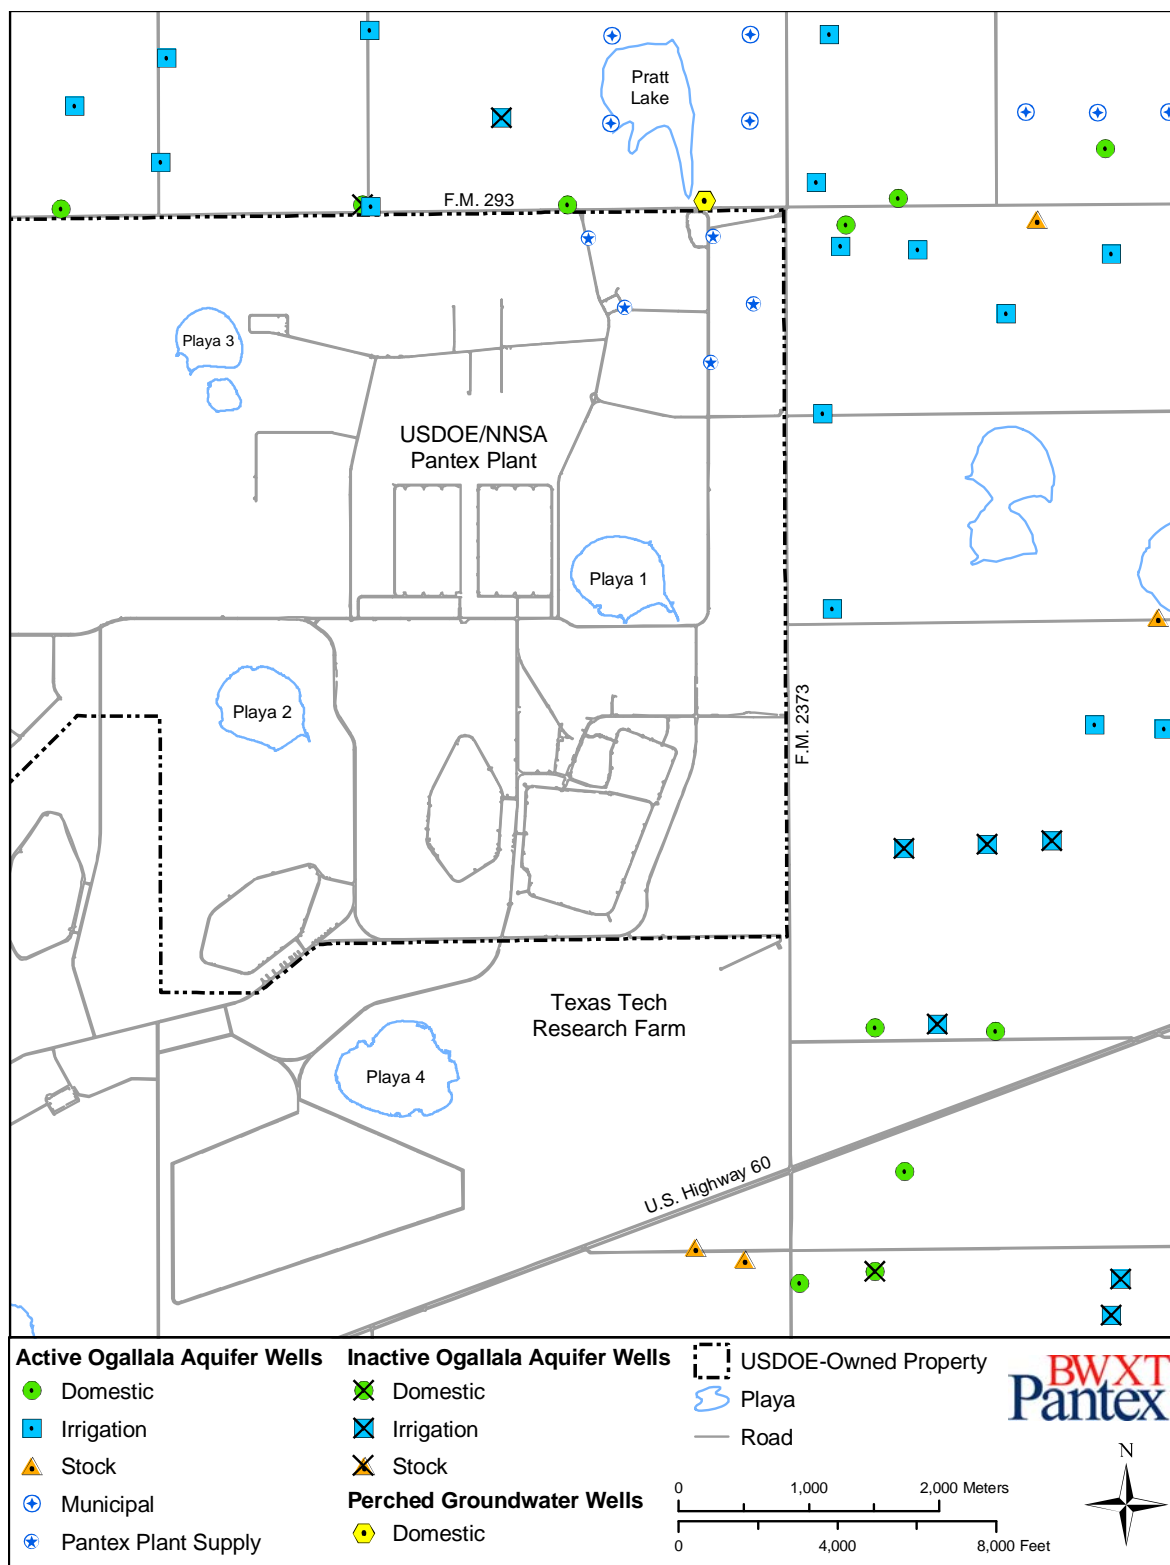 Pratt
Lake
F.M. 293
Playa 3
USDOE/NNSA
Pantex Plant
Playa 1
Playa 2
F.M. 2373
Texas Tech
Research Farm
Playa 4
U.S. Highway 60
Active Ogallala Aquifer Wells
Domestic
Irrigation
Stock
Municipal
Pantex Plant Supply
Inactive Ogallala Aquifer Wells
Domestic
Irrigation
Stock
Perched Groundwater Wells
Domestic
USDOE-Owned Property
Playa
Road
0 1,000 2,000 Meters
0 4,000 8,000 Feet
BWXT
Pantex
N